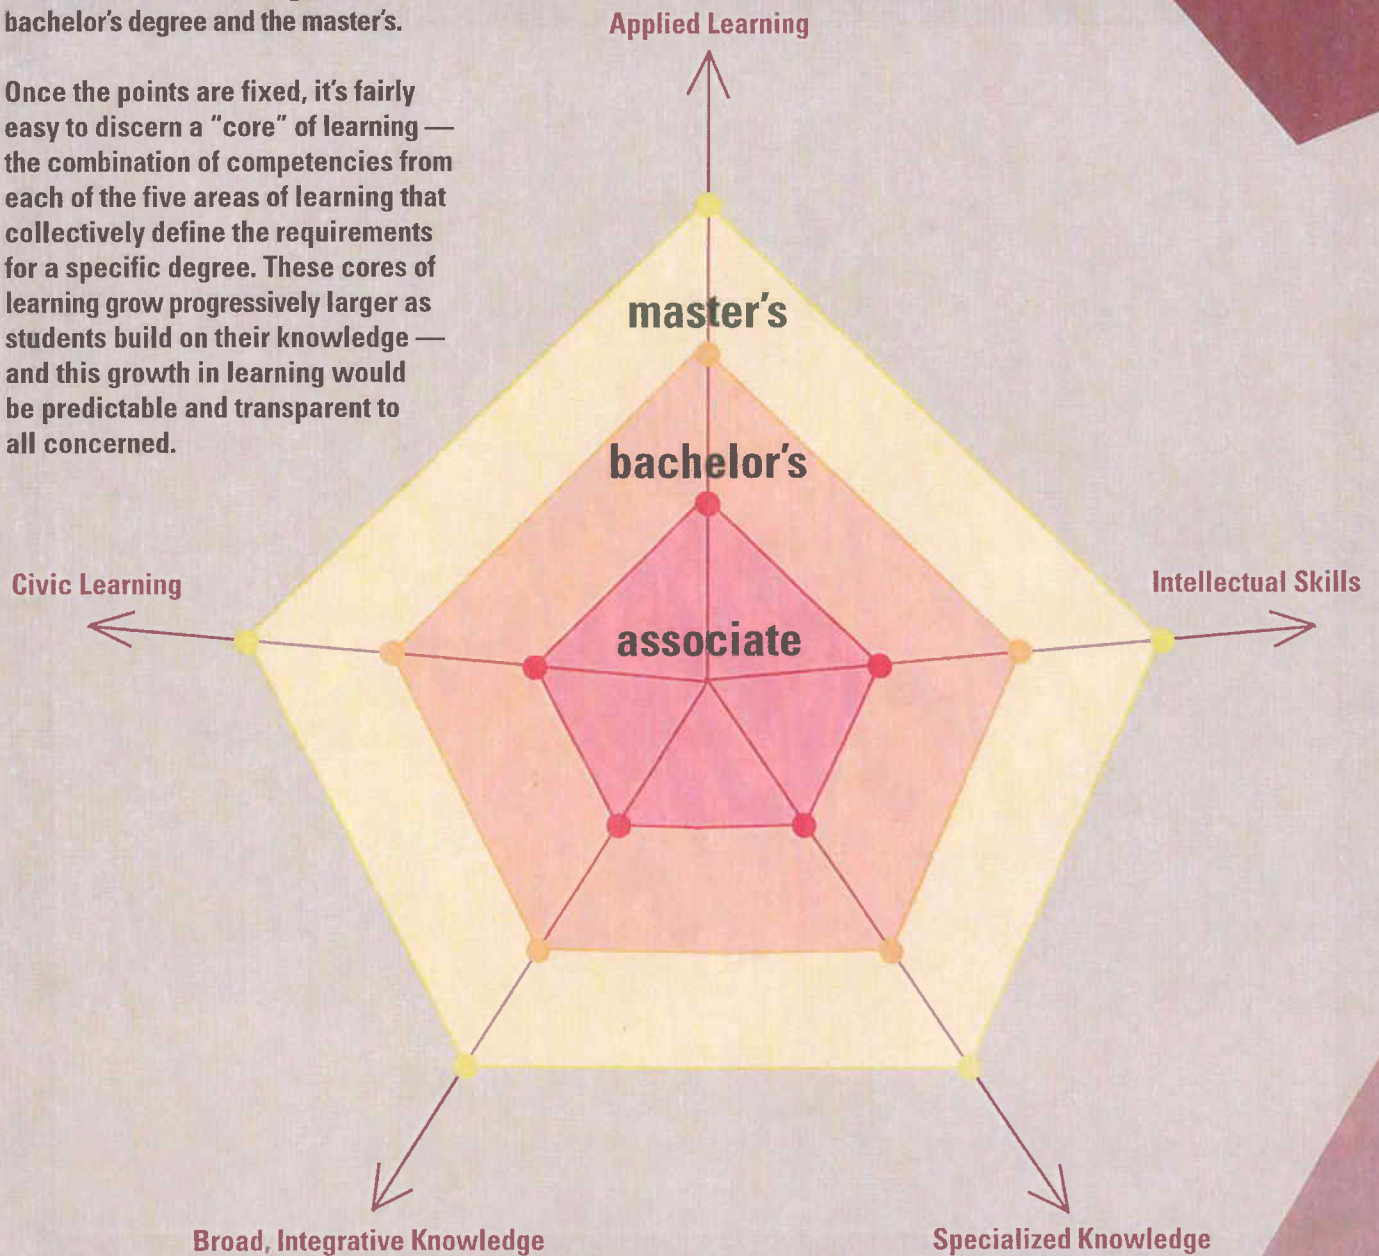 bachelor's degree and the master's.
Once the points are fixed, it's fairly
easy to discern a "core" of learning —
the combination of competencies from
each of the five areas of learning that
collectively define the requirements
for a specific degree. These cores of
learning grow progressively larger as
students build on their knowledge —
and this growth in learning would
be predictable and transparent to
all concerned.
Applied Learning
master's
bachelor's
Civic Learning
Intellectual Skills
associate
Broad, Integrative Knowledge
Specialized Knowledge